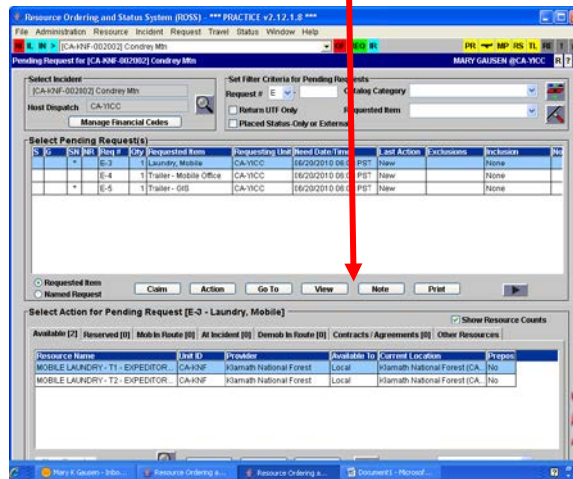 Resource Ordering and Status System (ROSS) - *** PRACTICE v2.12.1.8 ***
File Administration Resource Incident Request Travel Status Window Help
IN > [CA-KNF-002002] Condrey Mtn PR MP RS TL
Pending Request for [CA-KNF-002002] Condrey Mtn MARY GAUSEN @CA-YICC R ?
Select Incident
[CA-KNF-002002] Condrey Mtn
Host Dispatch CA-YICC
Manage Financial Codes
Set Filter Criteria for Pending Requests
Request # E - Catalog Category
Return UTF Only Requested Item
Placed Status Only or External
Select Pending Request(s)
S G SN NR Req # Qty Requested Item Requesting Unit Need Date/Time Last Action Exclusions Inclusion
* E-3 1 Laundry, Mobile CA-YICC 06/20/2010 PST New None
E-4 1 Trailer - Mobile Office CA-YICC 06/20/2010 PST New None
* E-5 1 Trailer - GIS CA-YICC 06/20/2010 PST New None
Requested Item
Named Request
Claim Action Go To View Note Print
Select Action for Pending Request [E-3 - Laundry, Mobile]
Show Resource Counts
Available [2] Reserved [0] Mob In Route [0] At Incident [0] Demob In Route [0] Contracts / Agreements [0] Other Resources
Resource Name Unit ID Provider Available To Current Location Prepos
MOBILE LAUNDRY - T1 - EXPEDITOR... CA-KNF Klamath National Forest Local Klamath National Forest (CA... No
MOBILE LAUNDRY - T2 - EXPEDITOR... CA-KNF Klamath National Forest Local Klamath National Forest (CA... No
Mary K Gausen - Inbo... Resource Ordering a... Resource Ordering a... Document1 - Microsof...